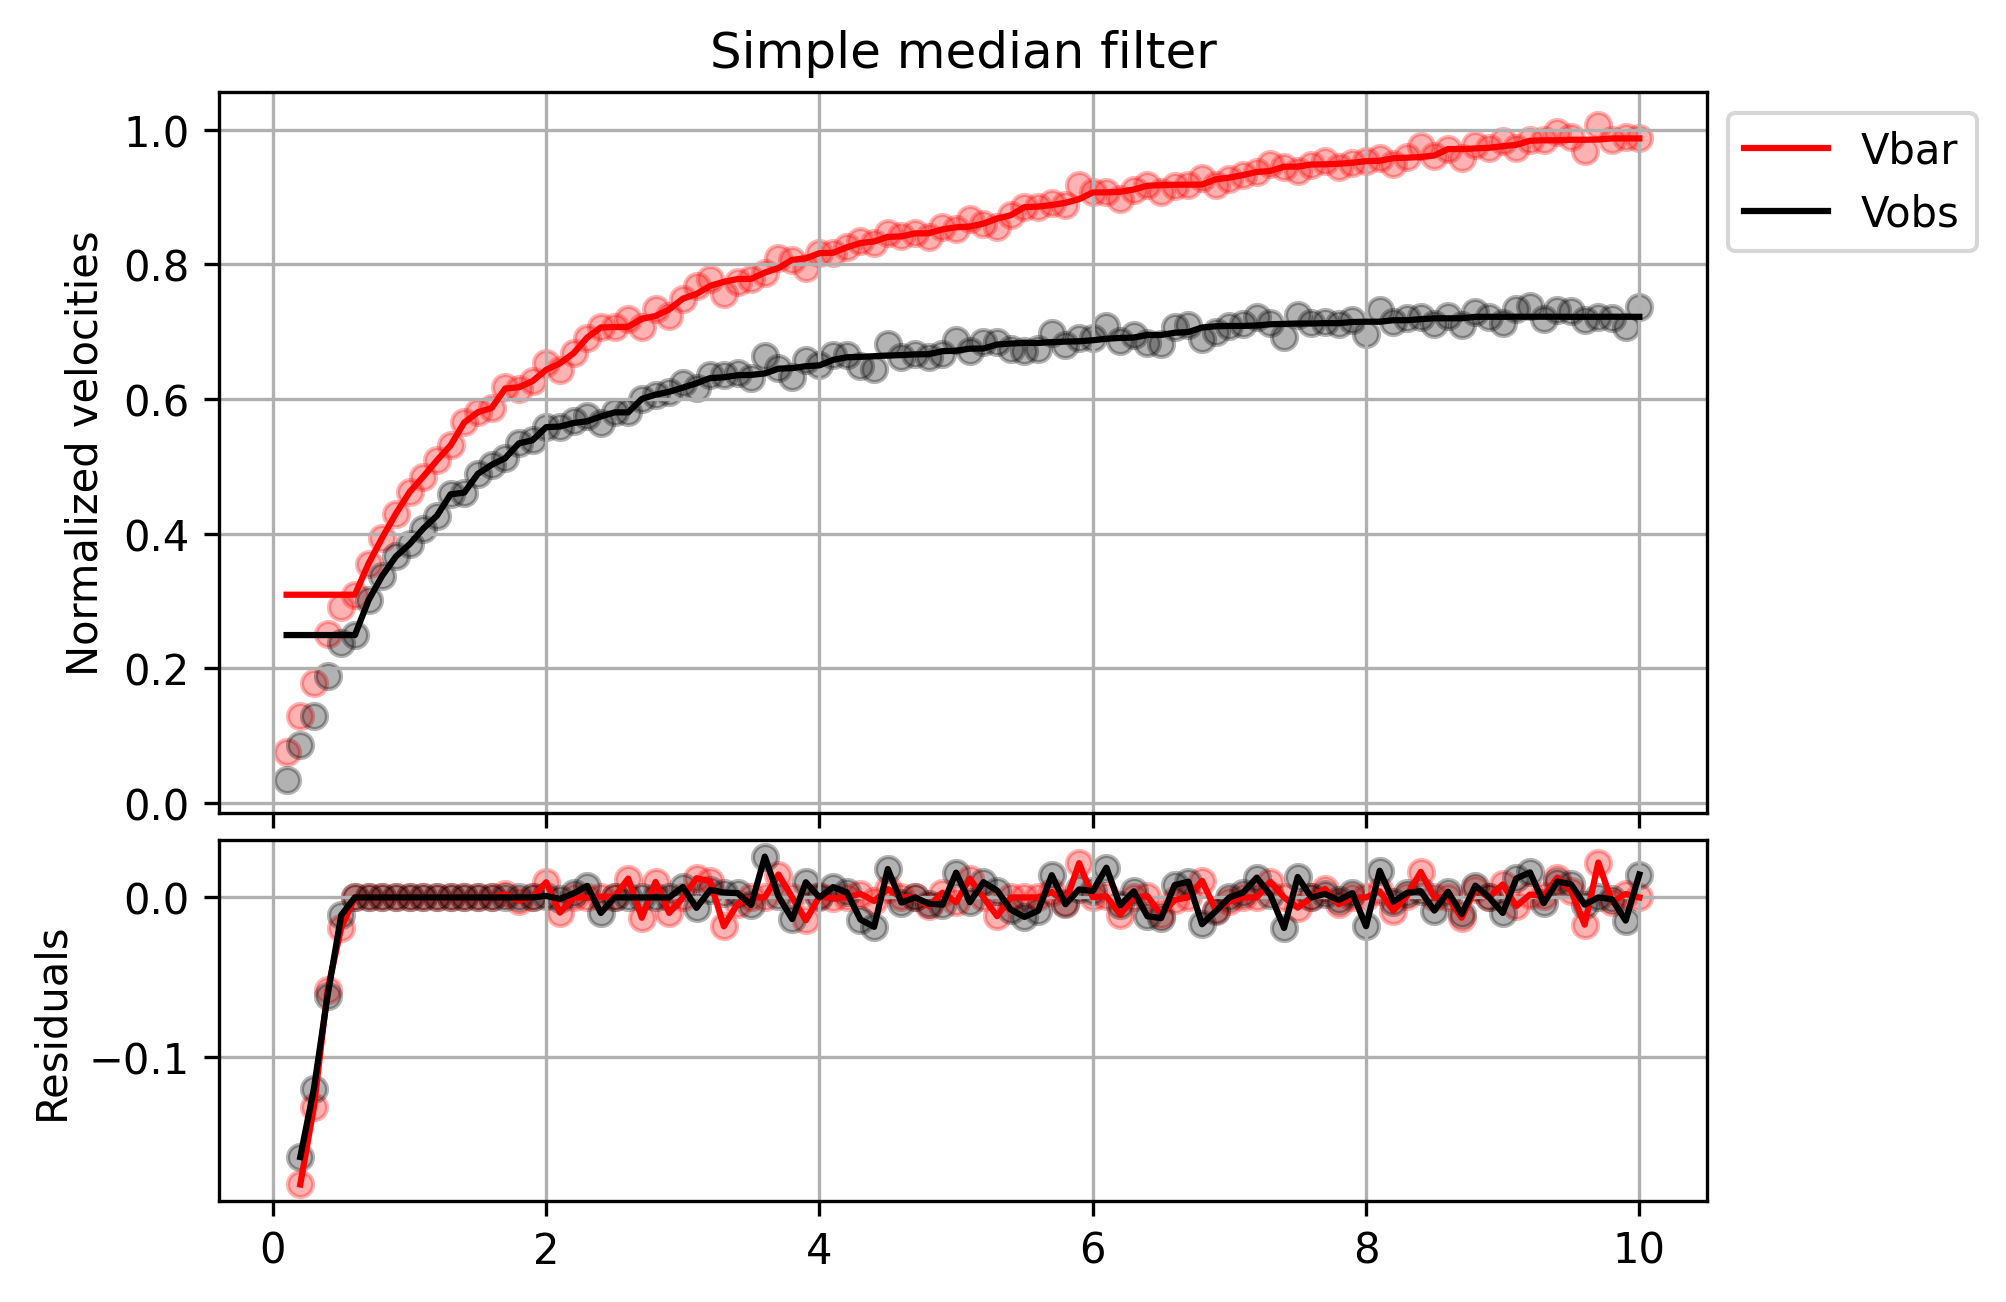 Simple median filter
Normalized velocities
1.0
0.8
0.6
0.4
0.2
0.0
Vbar
Vobs
Residuals
0.0
−0.1
0 2 4 6 8 10